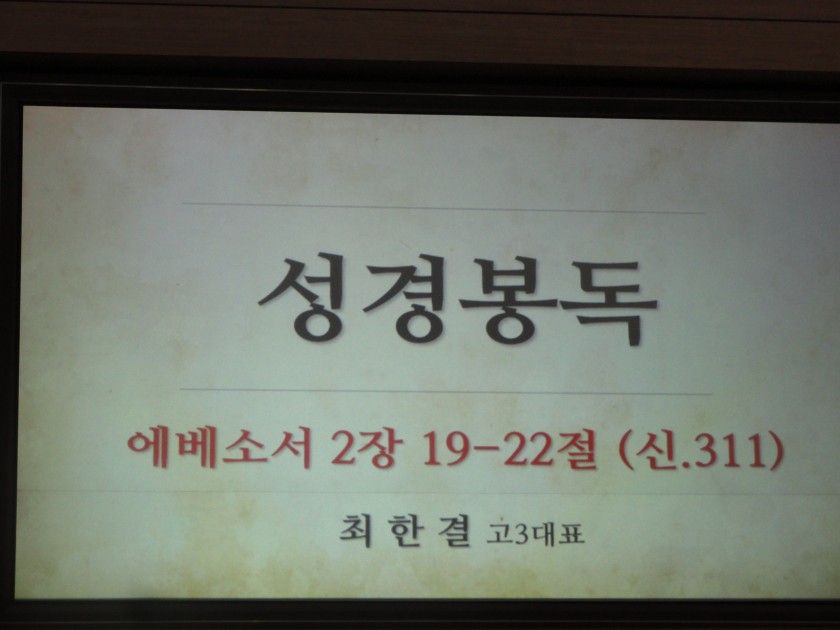 성경봉독
에베소서 2장 19-22절 (신.311)
최한결 고3대표